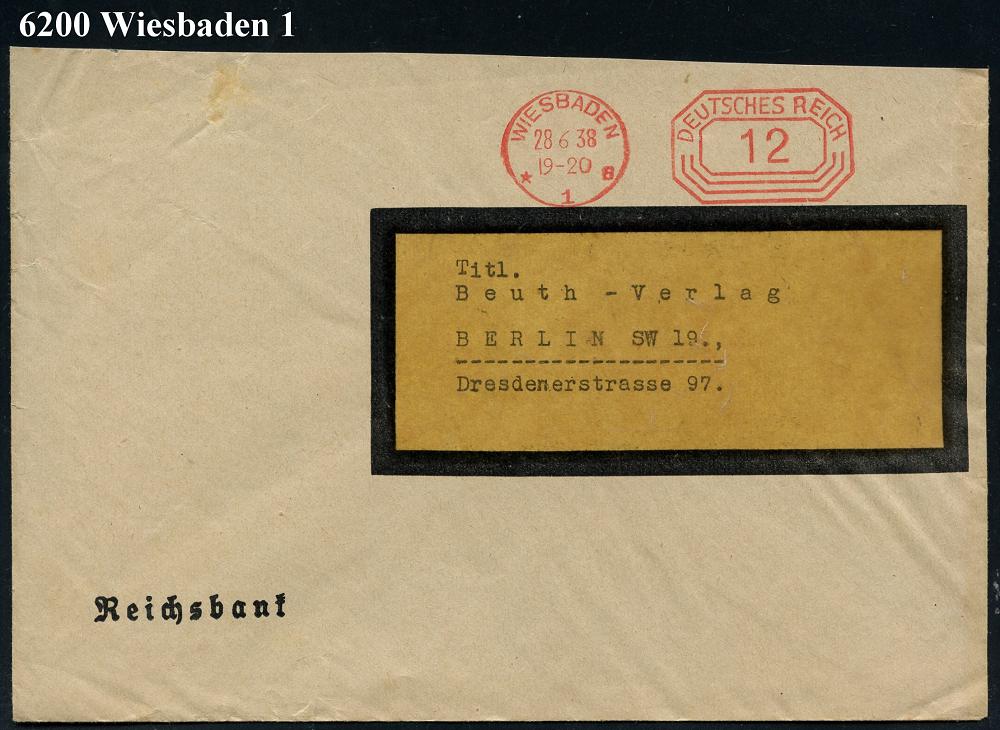 6200 Wiesbaden 1
WIESBADEN
28 6 38
19-20 B
1
DEUTSCHES REICH
12
Titl.
Beuth - Verlag
BERLIN SW 19.,
Dresdenerstrasse 97.
Reichsbank